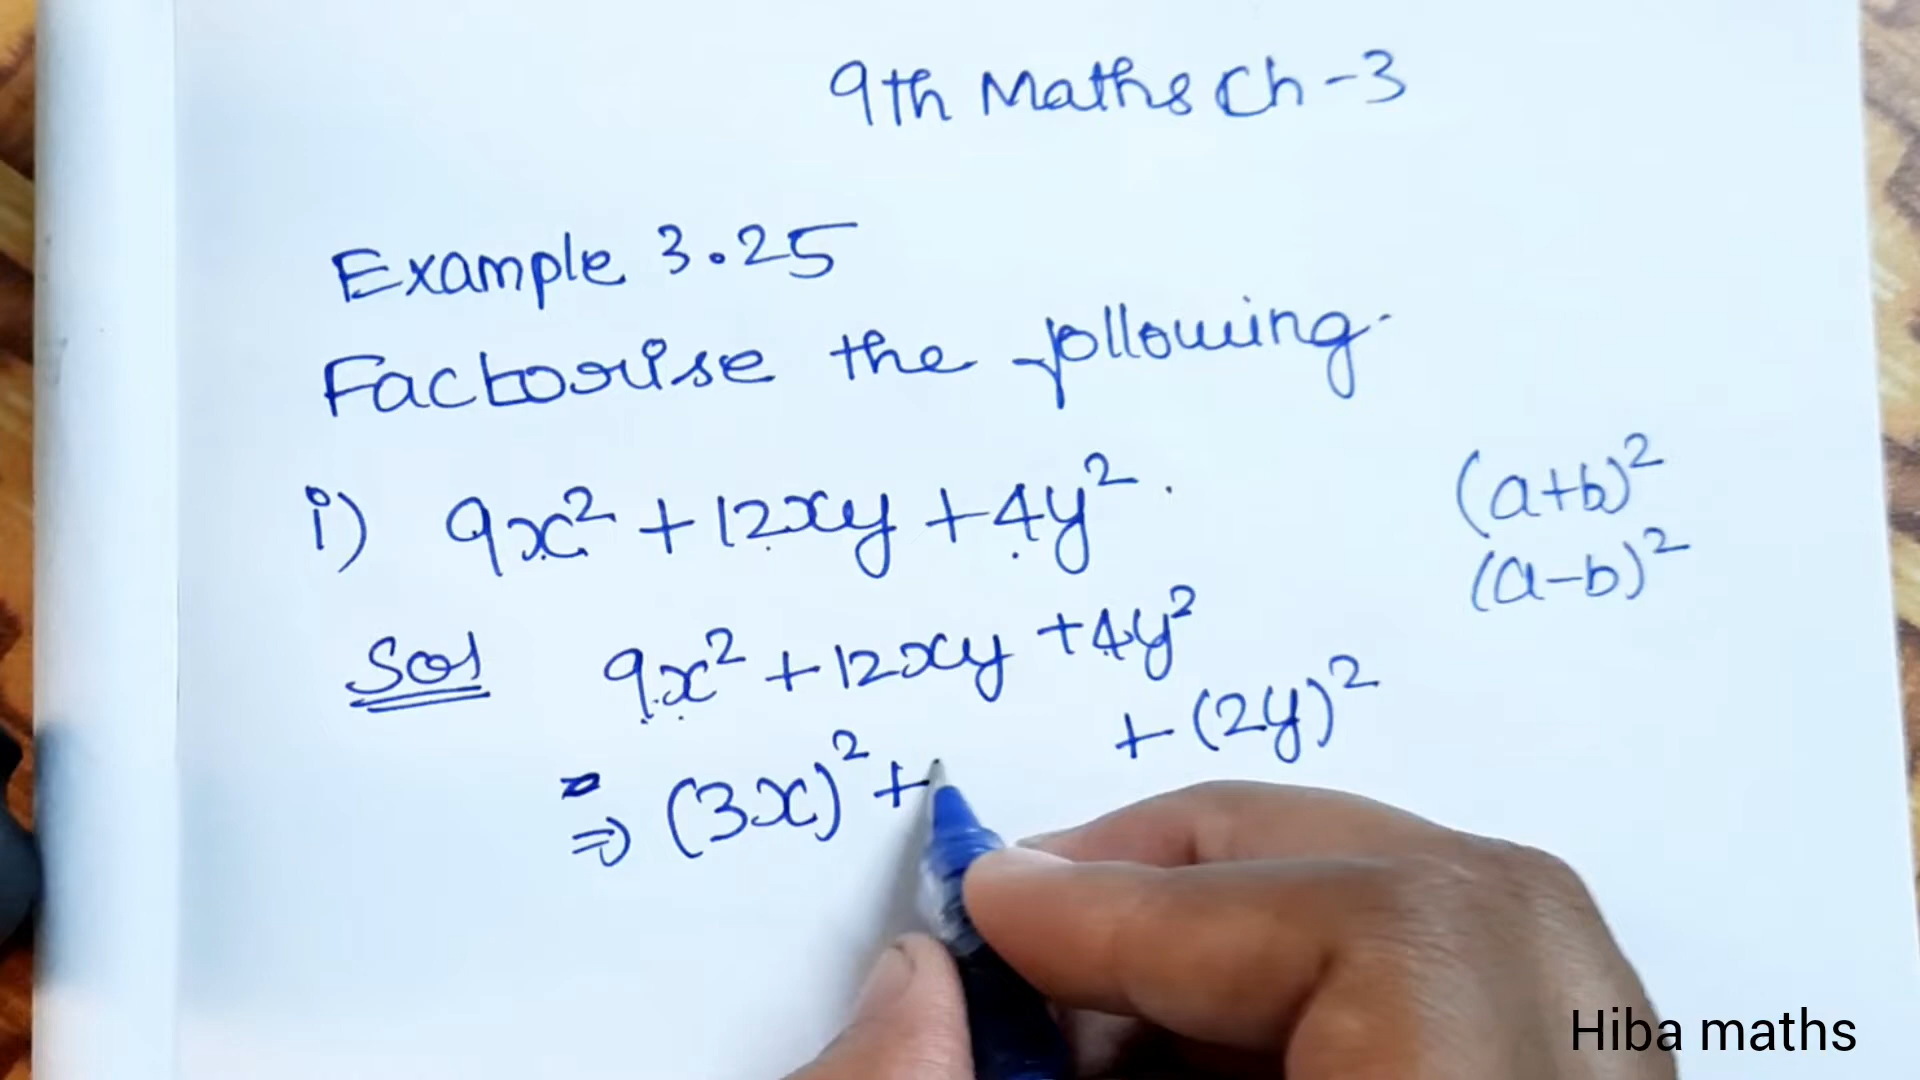 9th Maths Ch-3
Example 3.25
Factorise the following.
i) 9x² + 12xy + 4y².
(a+b)²
(a-b)²
Sol 9x² + 12xy + 4y²
⇒ (3x)² + + (2y)²
Hiba maths